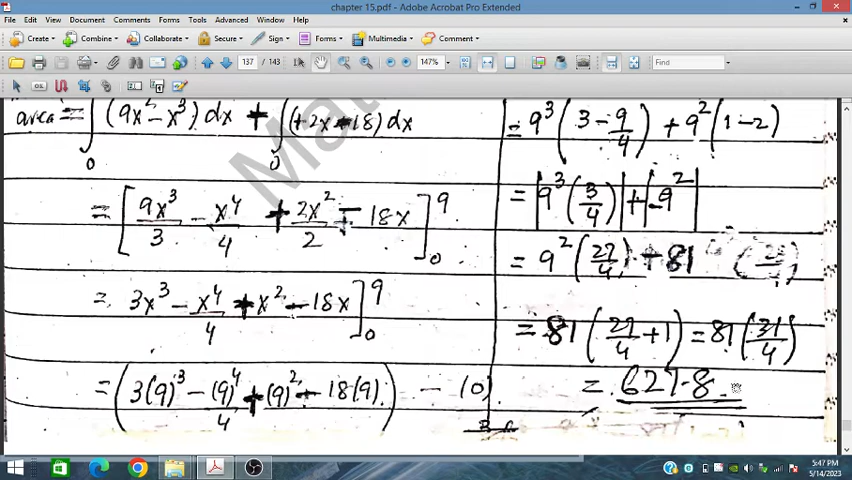 chapter 15.pdf - Adobe Acrobat Pro Extended
File Edit View Document Comments Forms Tools Advanced Window Help
Create Combine Collaborate Secure Sign Forms Multimedia Comment
137 / 143 147% Find
area = ∫₀ (9x² - x³) dx + ∫₀ (+2x - 18) dx
= [9x³/3 - x⁴/4 + 2x²/2 - 18x]₀⁹
= 3x³ - x⁴/4 + x² - 18x]₀⁹
= (3(9)³ - (9)⁴/4 + (9)² - 18(9)) - (0)
= 9³(3 - 9/4) + 9²(1-2)
= |9³(3/4)| + |-9²|
= 9²(27/4) + 81
= 81(27/4 + 1) = 81(31/4)
= 627.8
5:47 PM
5/14/2023